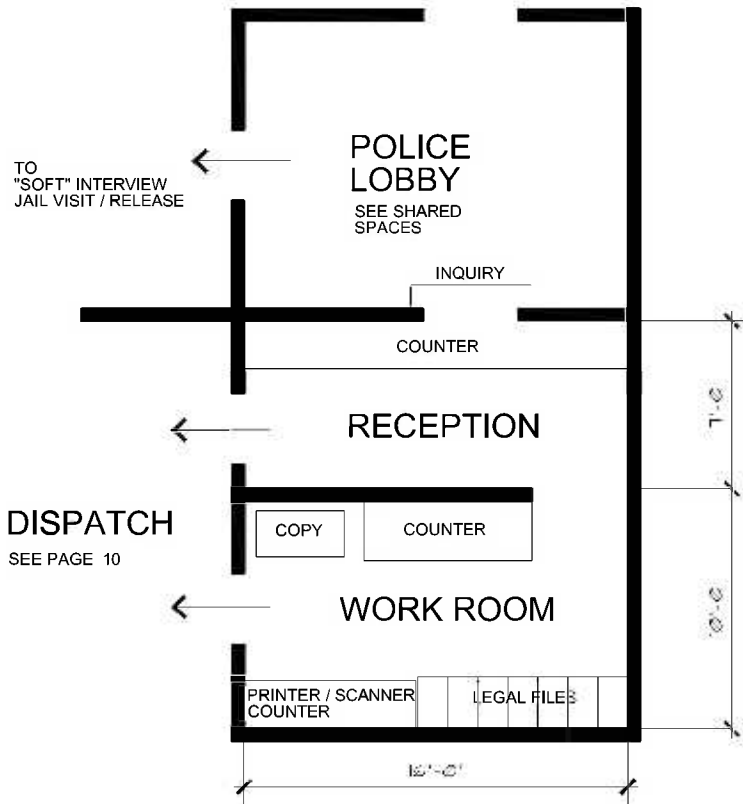 POLICE
LOBBY
SEE SHARED
SPACES
TO
"SOFT" INTERVIEW
JAIL VISIT / RELEASE
INQUIRY
COUNTER
RECEPTION
DISPATCH
SEE PAGE 10
COPY
COUNTER
WORK ROOM
PRINTER / SCANNER
COUNTER
LEGAL FILES